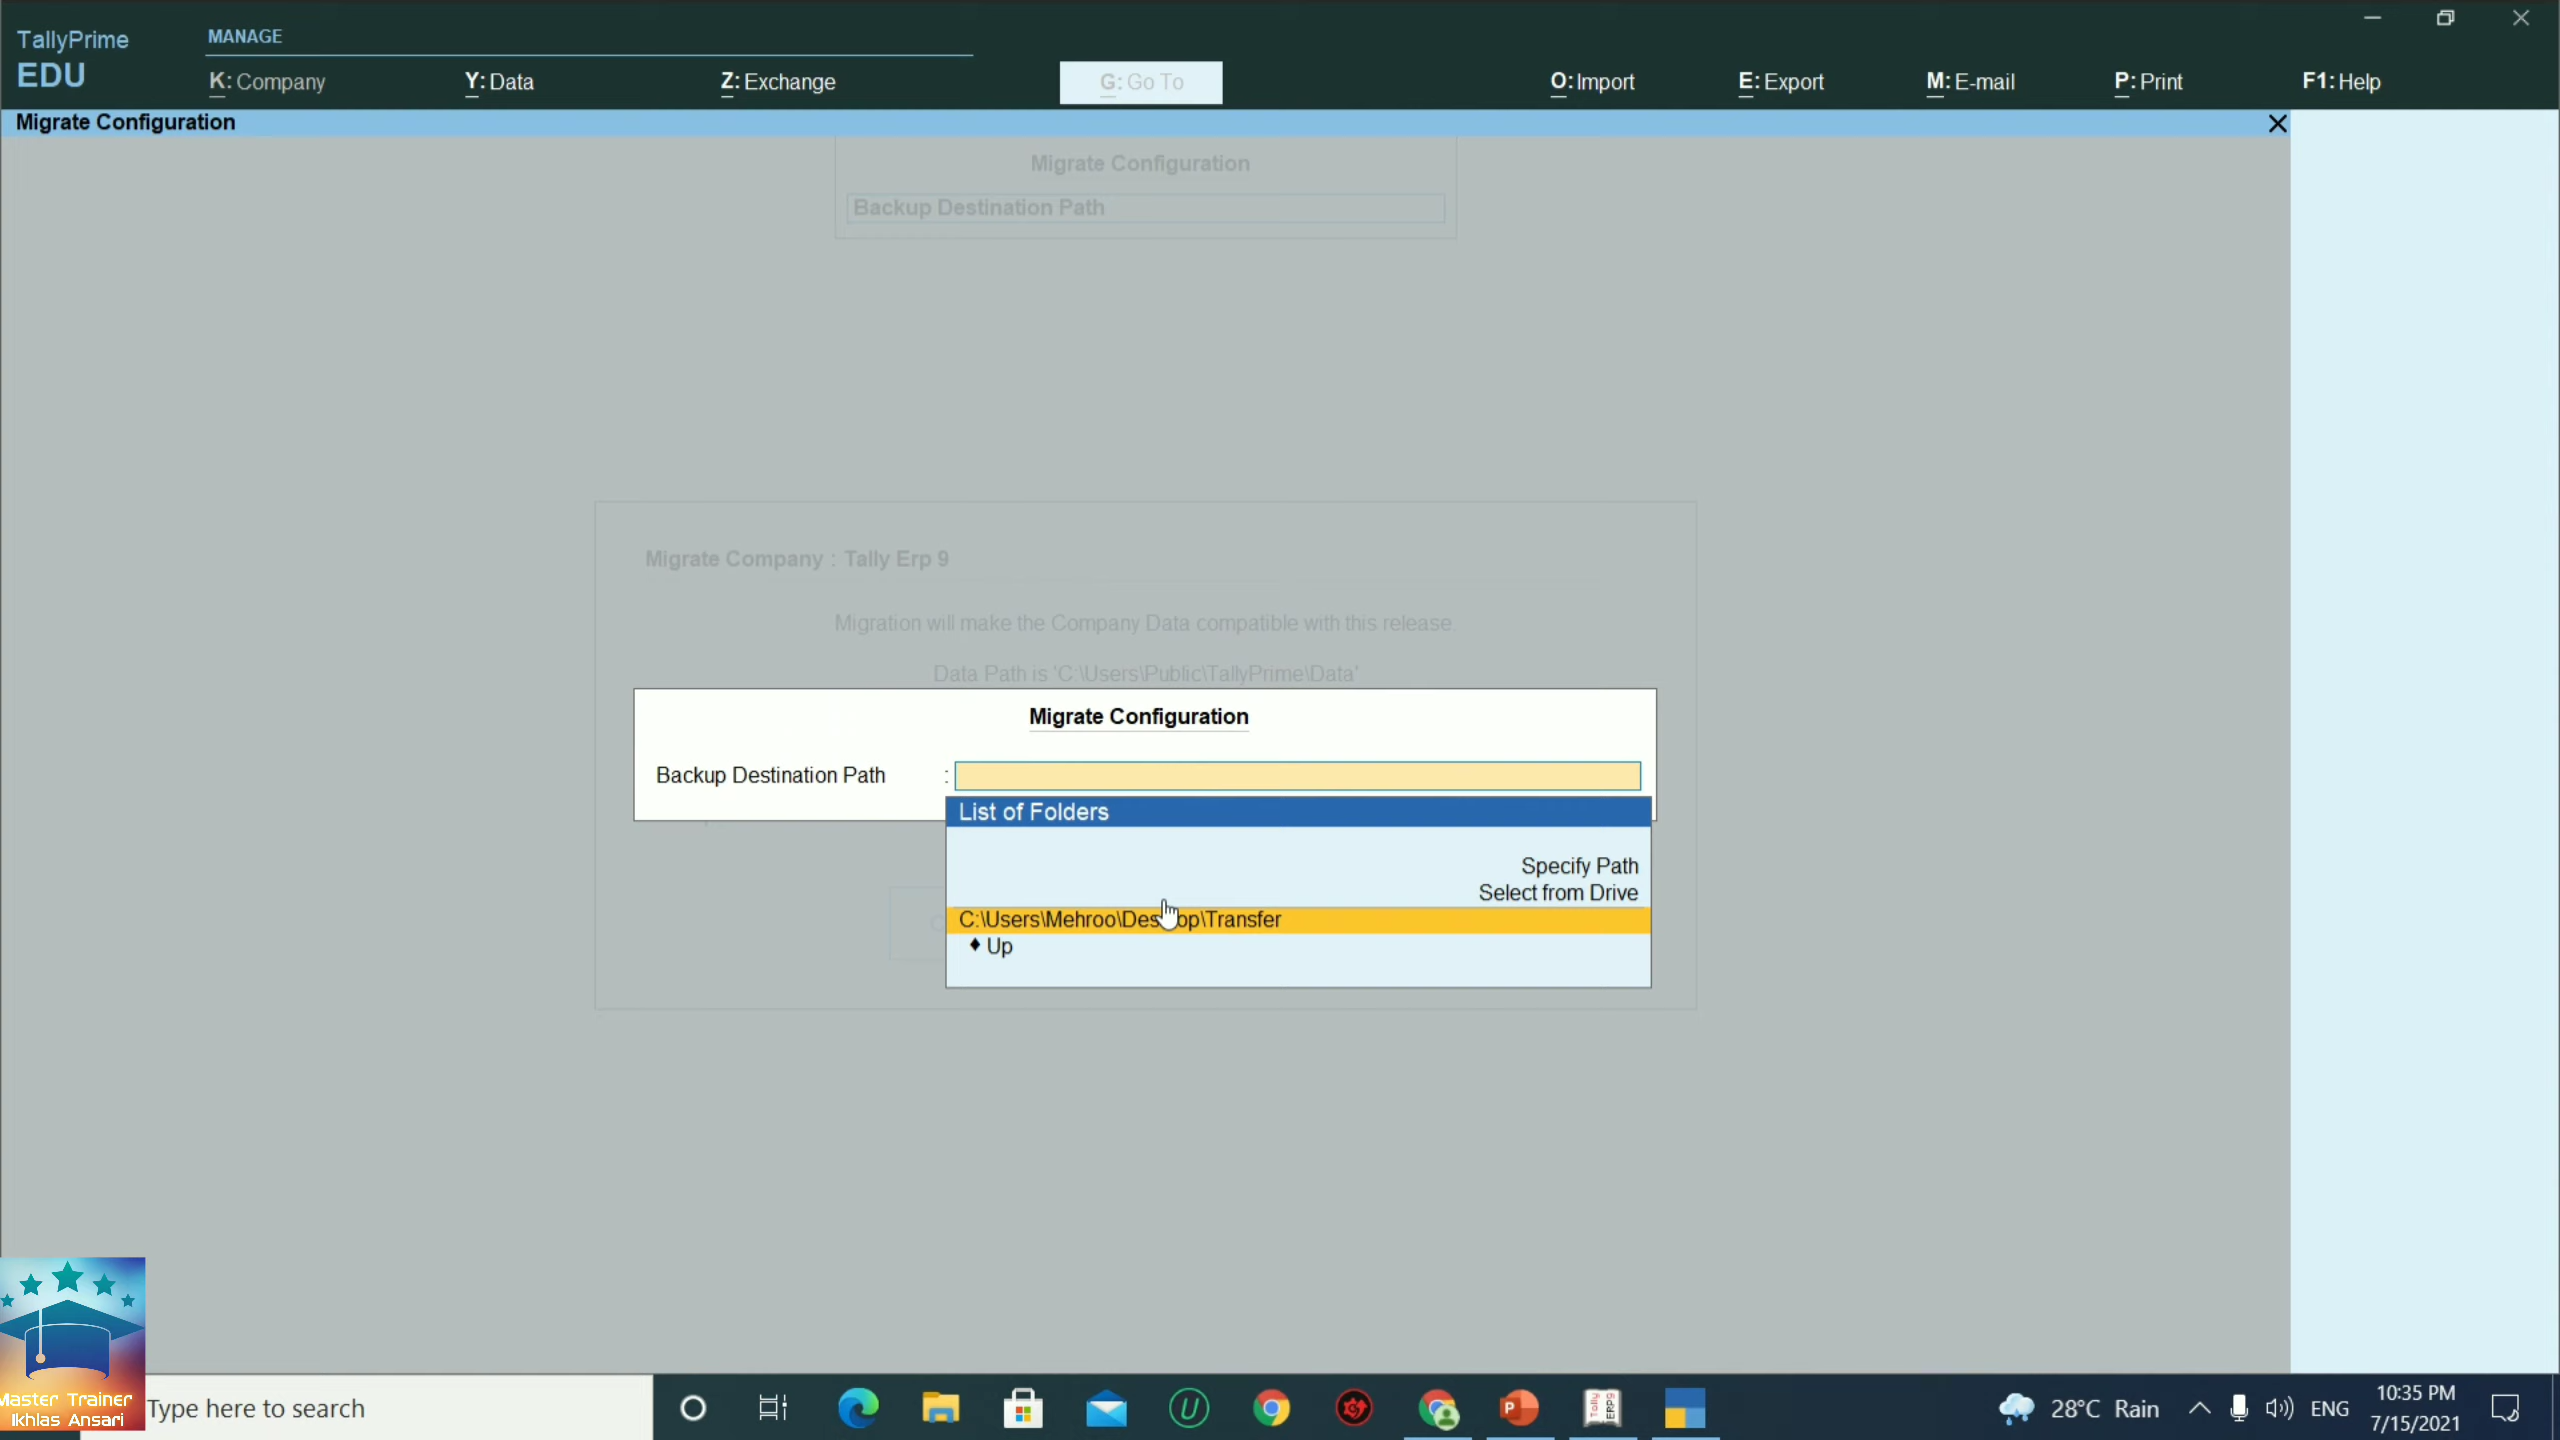 TallyPrime
EDU
MANAGE
K: Company
Y: Data
Z: Exchange
G: Go To
O: Import
E: Export
M: E-mail
P: Print
F1: Help
Migrate Configuration
Migrate Configuration
Backup Destination Path
Migrate Company : Tally Erp 9
Migration will make the Company Data compatible with this release.
Data Path is 'C:\Users\Public\TallyPrime\Data'
Migrate Configuration
Backup Destination Path :
List of Folders
Specify Path
Select from Drive
C:\Users\Mehroo\Desktop\Transfer
♦ Up
Master Trainer
Ikhlas Ansari
Type here to search
Tally
ERP9
28°C Rain
ENG
10:35 PM
7/15/2021